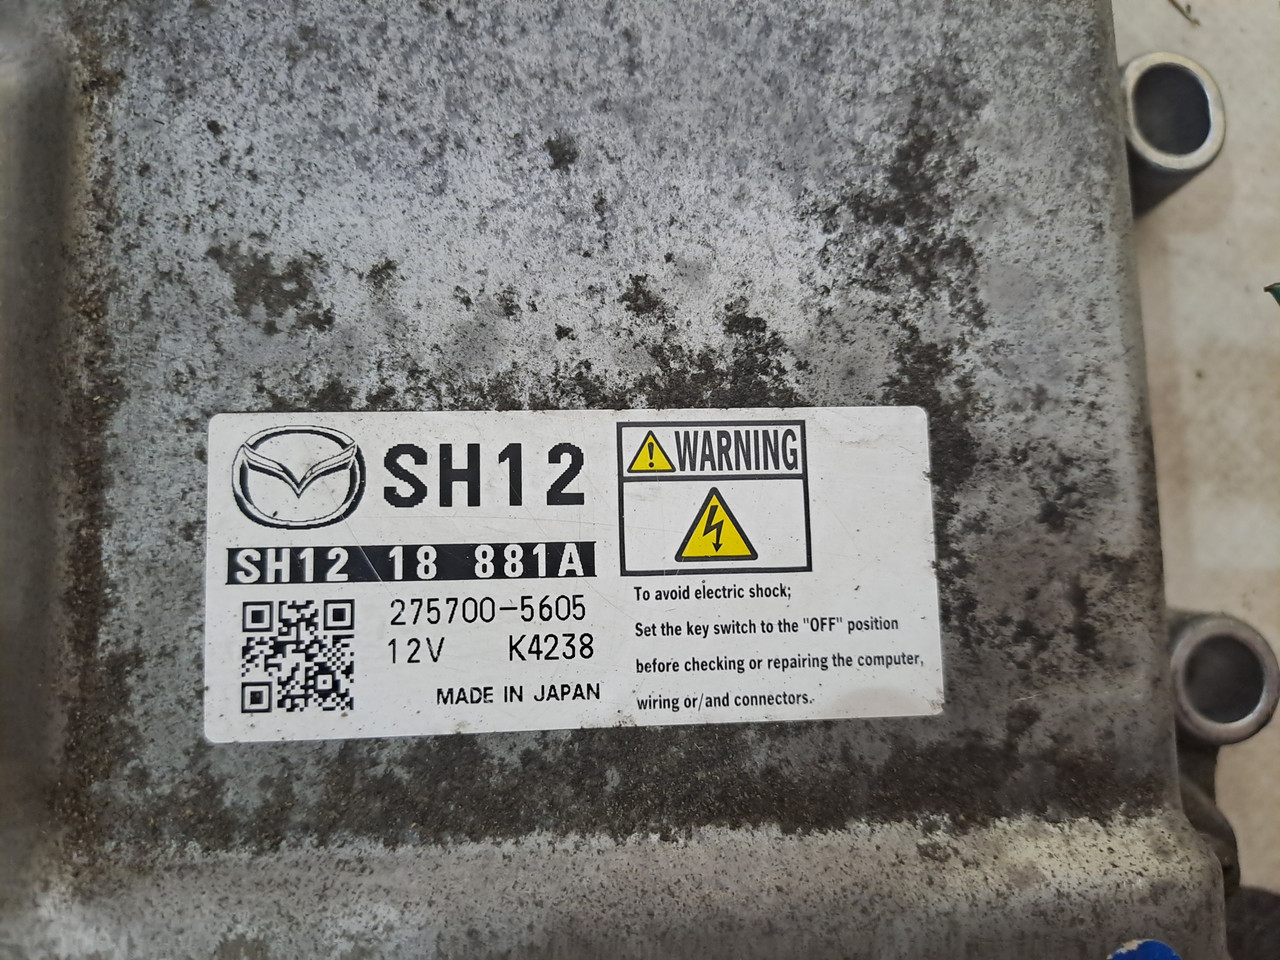 SH12
SH12 18 881A
275700-5605
12V K4238
MADE IN JAPAN
WARNING
To avoid electric shock;
Set the key switch to the "OFF" position
before checking or repairing the computer,
wiring or/and connectors.